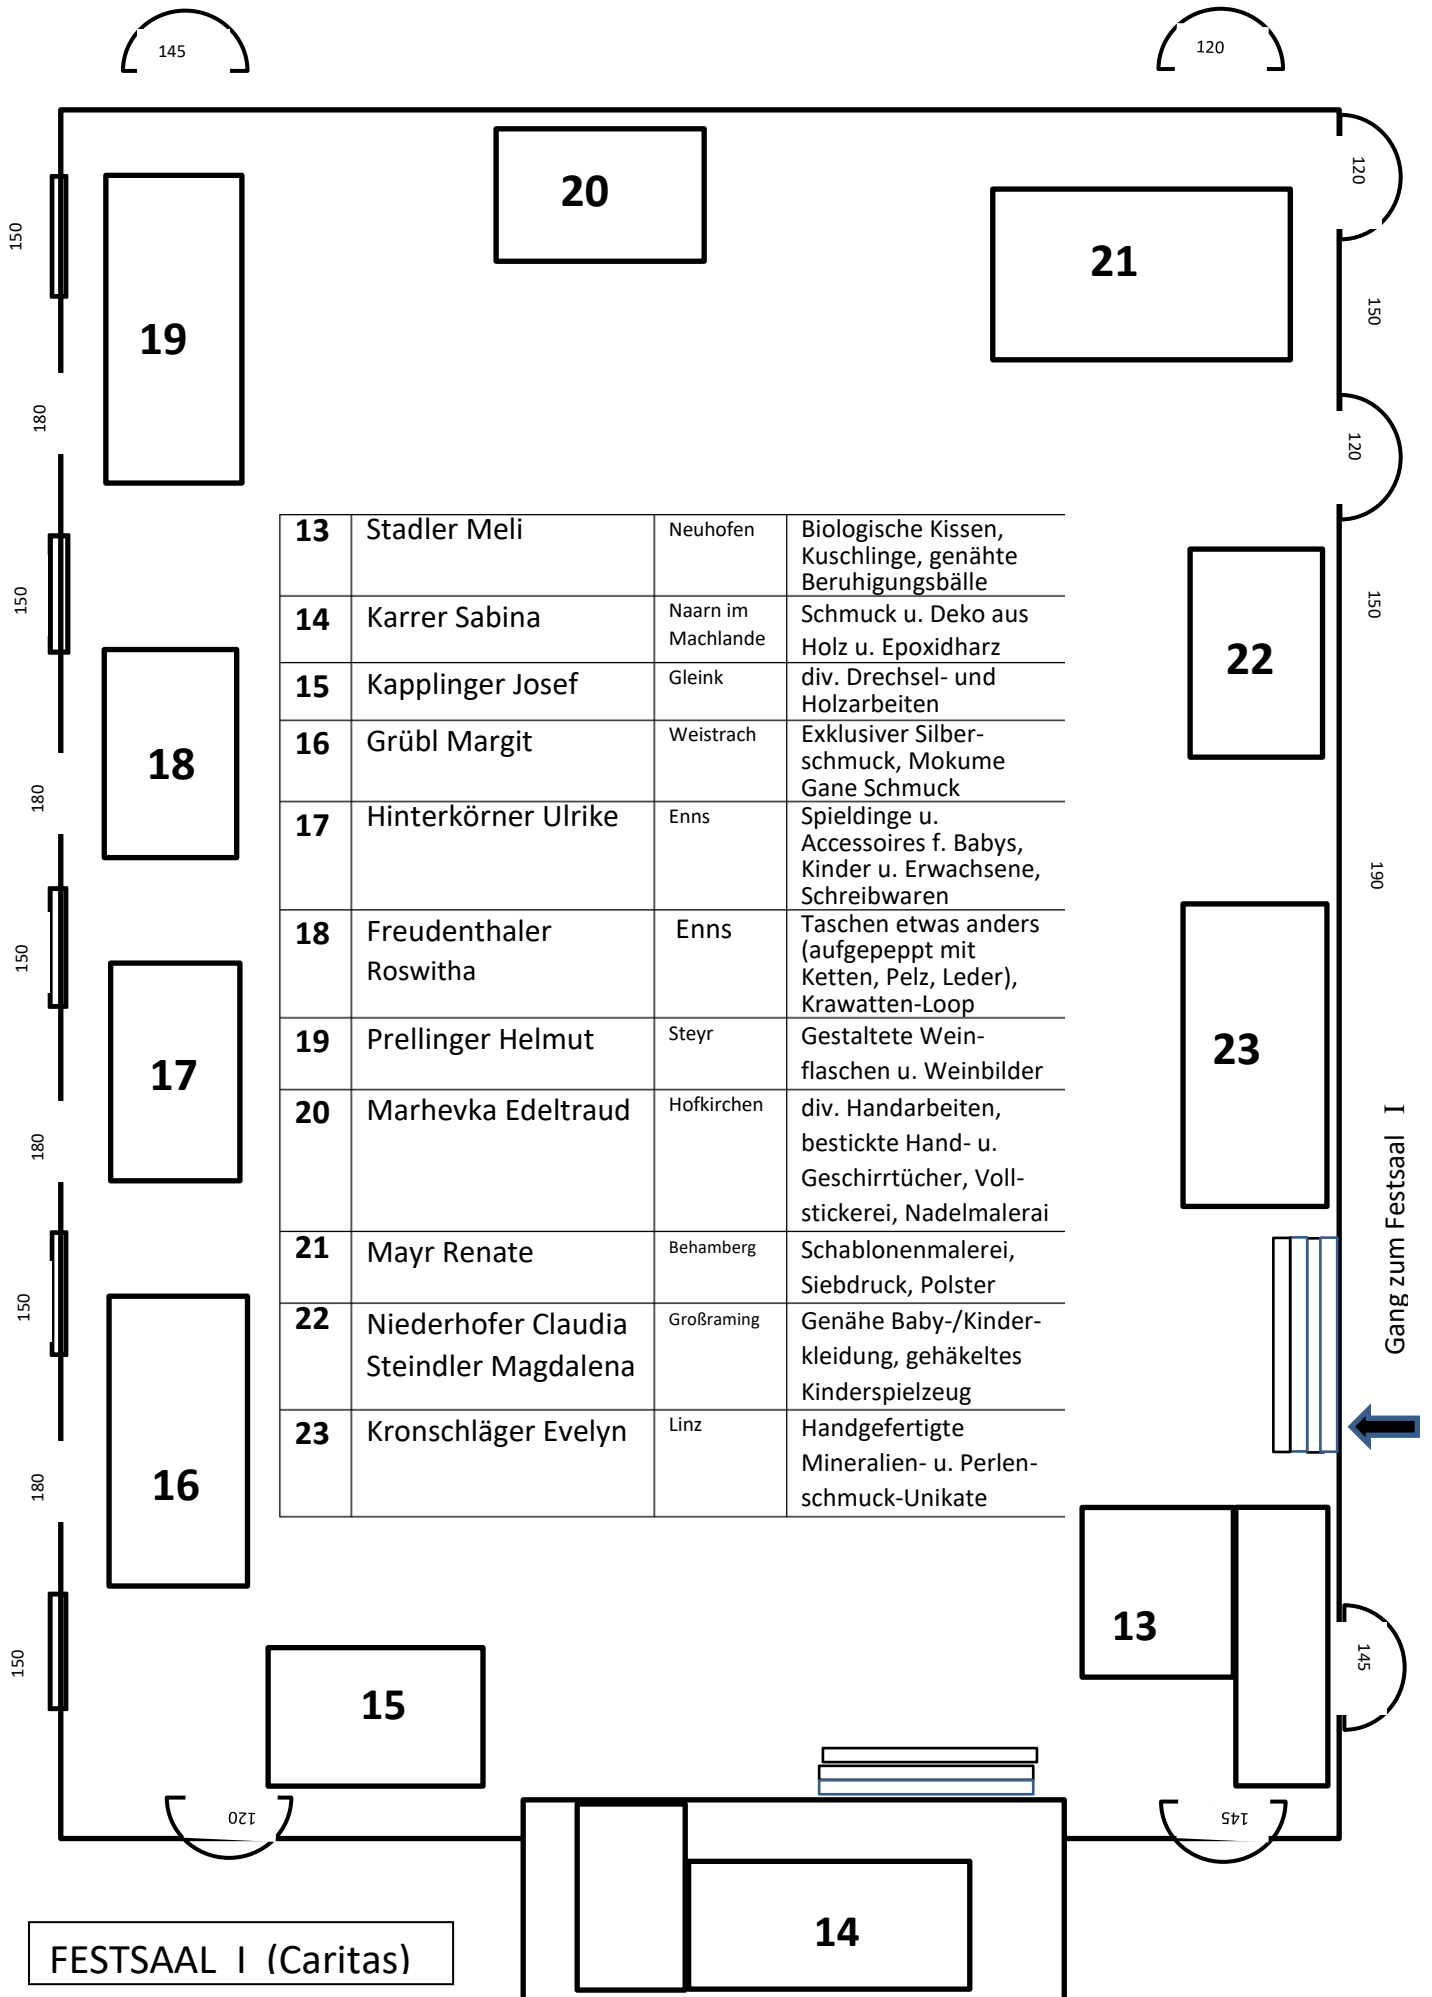 145
120
120
150
120
150
190
Gang zum Festsaal I
145
150
180
150
180
150
180
150
180
150
20
21
19
22
18
23
17
16
13
15
14
13 Stadler Meli Neuhofen Biologische Kissen,
Kuschlinge, genähte
Beruhigungsbälle
14 Karrer Sabina Naarn im Machlande Schmuck u. Deko aus
Holz u. Epoxidharz
15 Kapplinger Josef Gleink div. Drechsel- und
Holzarbeiten
16 Grübl Margit Weistrach Exklusiver Silber-
schmuck, Mokume
Gane Schmuck
17 Hinterkörner Ulrike Enns Spieldinge u.
Accessoires f. Babys,
Kinder u. Erwachsene,
Schreibwaren
18 Freudenthaler Enns Taschen etwas anders
(aufgepeppt mit
Roswitha Ketten, Pelz, Leder),
Krawatten-Loop
19 Prellinger Helmut Steyr Gestaltete Wein-
flaschen u. Weinbilder
20 Marhevka Edeltraud Hofkirchen div. Handarbeiten,
bestickte Hand- u.
Geschirrtücher, Voll-
stickerei, Nadelmalerai
21 Mayr Renate Behamberg Schablonenmalerei,
Siebdruck, Polster
22 Niederhofer Claudia Großraming Genähe Baby-/Kinder-
Steindler Magdalena kleidung, gehäkeltes
Kinderspielzeug
23 Kronschläger Evelyn Linz Handgefertigte
Mineralien- u. Perlen-
schmuck-Unikate
120
145
FESTSAAL I (Caritas)